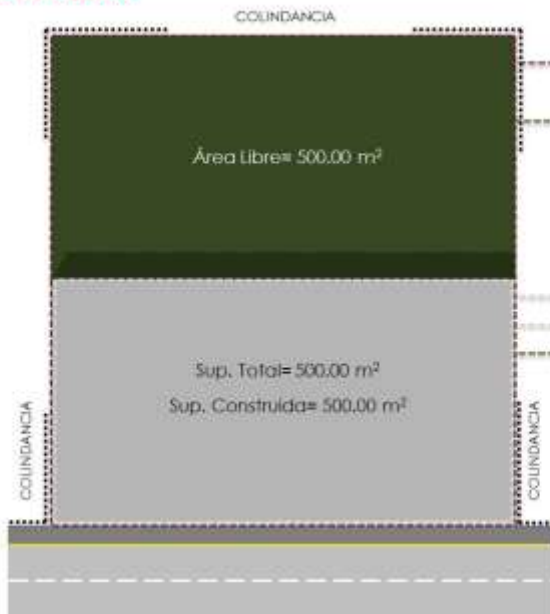 COLINDANCIA
Área Libre= 500.00 m²
Sup. Total= 500.00 m²
Sup. Construida= 500.00 m²
COLINDANCIA
COLINDANCIA